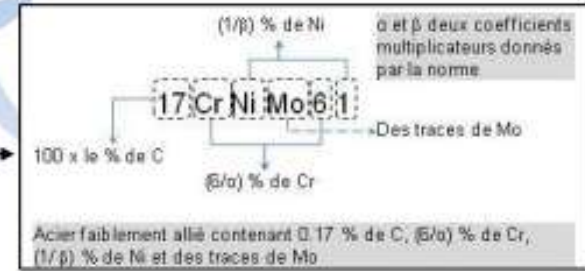 (1/β) % de Ni
α et β deux coefficients
multiplicateurs donnés
par la norme
17 Cr Ni Mo 6 1
Des traces de Mo
100 x le % de C
(6/α) % de Cr
Acier faiblement allié contenant 0.17 % de C, (6/α) % de Cr,
(1/β) % de Ni et des traces de Mo